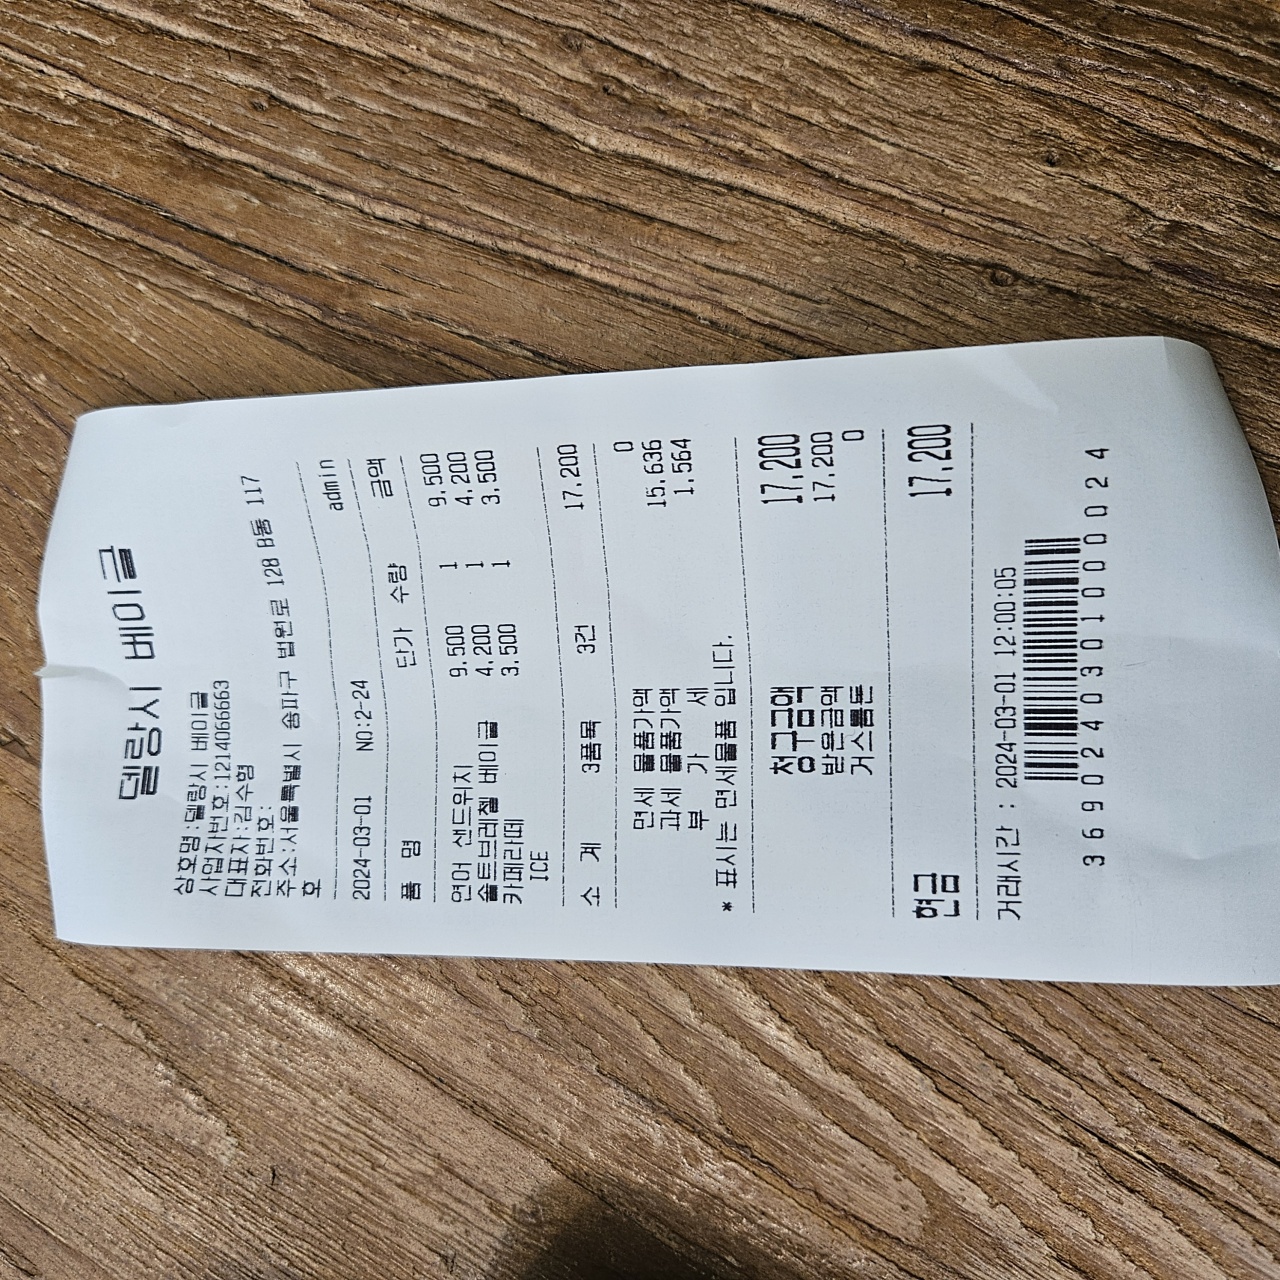 델랑시 베이글
상호명:델랑시 베이글
사업자번호:1214066663
대표자:김수형
전화번호:
주소:서울특별시 송파구 법원로 128 B동 117
호
2024-03-01 NO:2-24 admin
품 명 단가 수량 금액
연어 샌드위치 9,500 1 9,500
솔트브레첼 베이글 4,200 1 4,200
카페라떼 3,500 1 3,500
ICE
소 계 3품목 3건 17,200
면세 물품가액 0
과세 물품가액 15,636
부 가 세 1,564
* 표시는 면세물품 입니다.
청구금액 17,200
받은금액 17,200
거스름돈 0
현금 17,200
거래시간 : 2024-03-01 12:00:05
3690240301000024